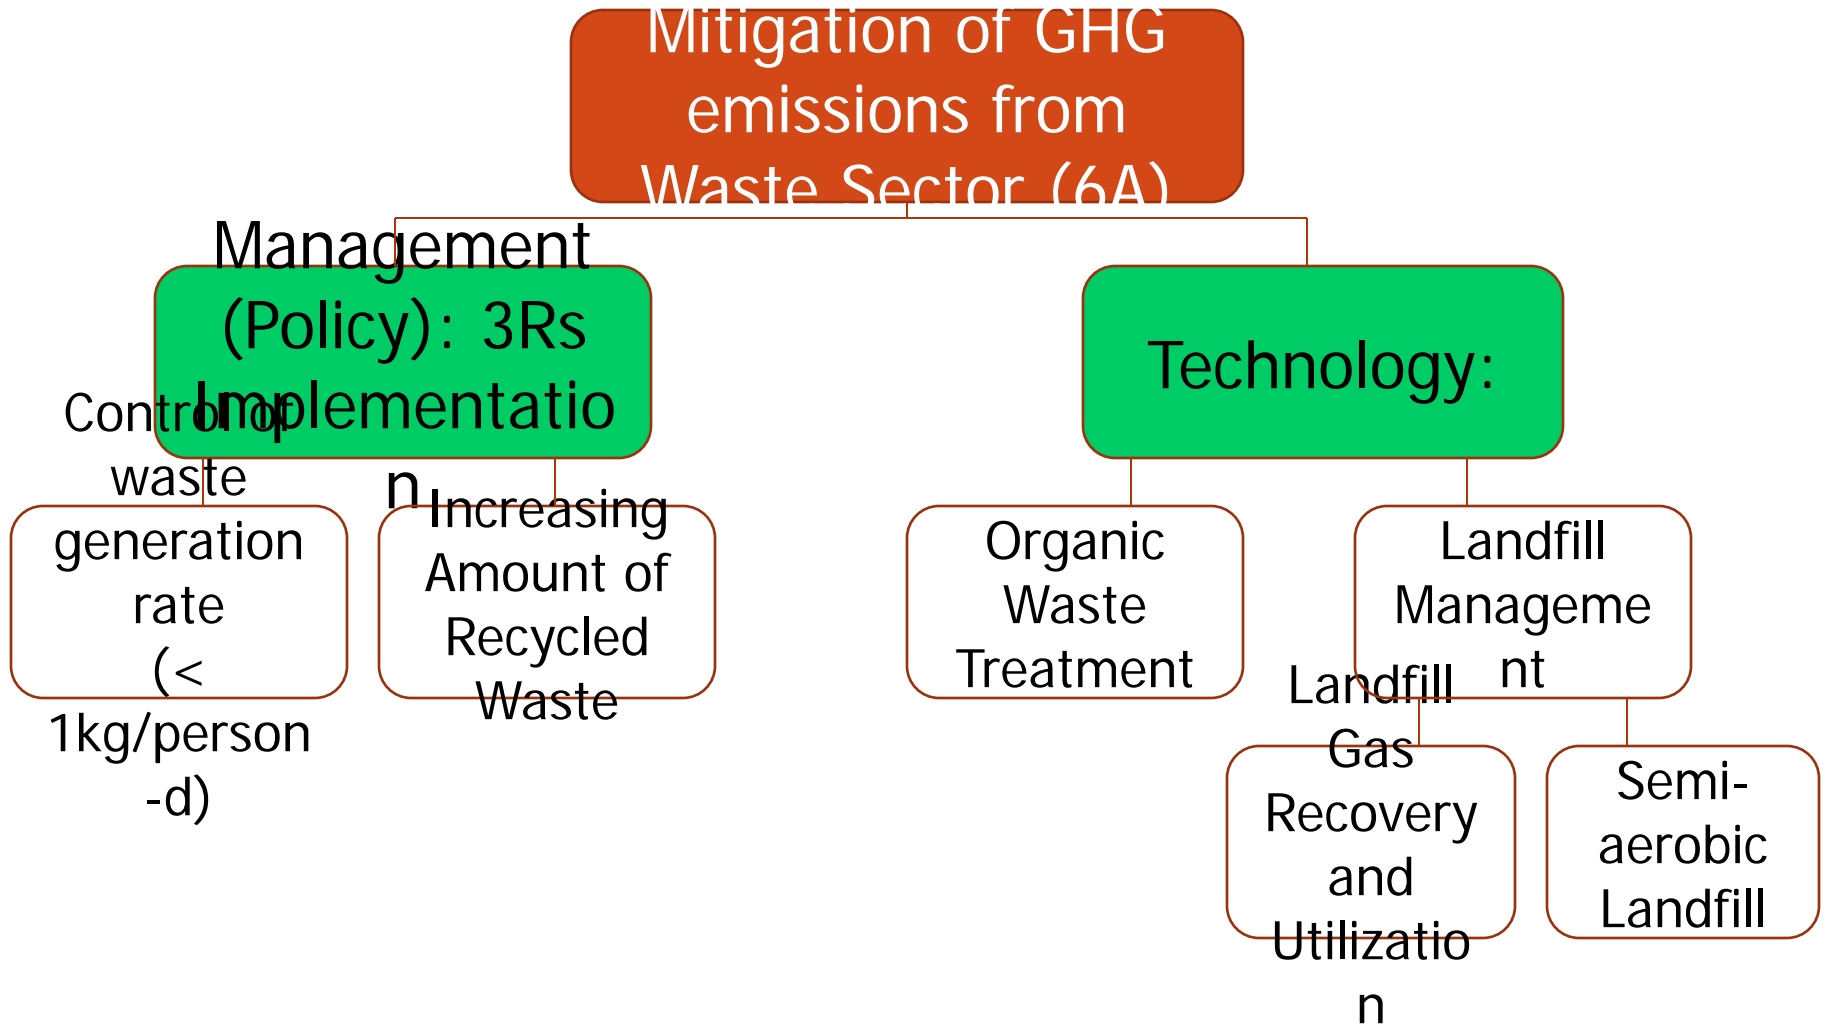 Mitigation of GHG
emissions from
Waste Sector (6A)
Management
(Policy): 3Rs
Implementatio
n
Technology:
Control of
waste
generation
rate
(<
1kg/person
-d)
Increasing
Amount of
Recycled
Waste
Organic
Waste
Treatment
Landfill
Manageme
nt
Landfill
Gas
Recovery
and
Utilizatio
n
Semi-
aerobic
Landfill